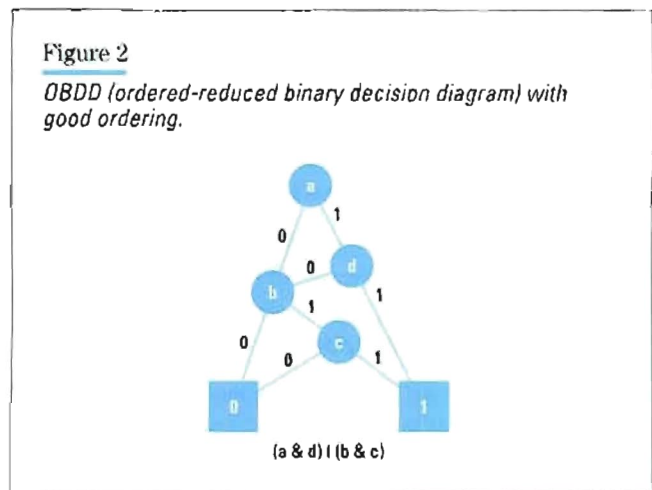 Figure 2
OBDD (ordered-reduced binary decision diagram) with
good ordering.
a
1
0
0
d
b
1
1
c
0
0
1
0
1
(a & d) | (b & c)